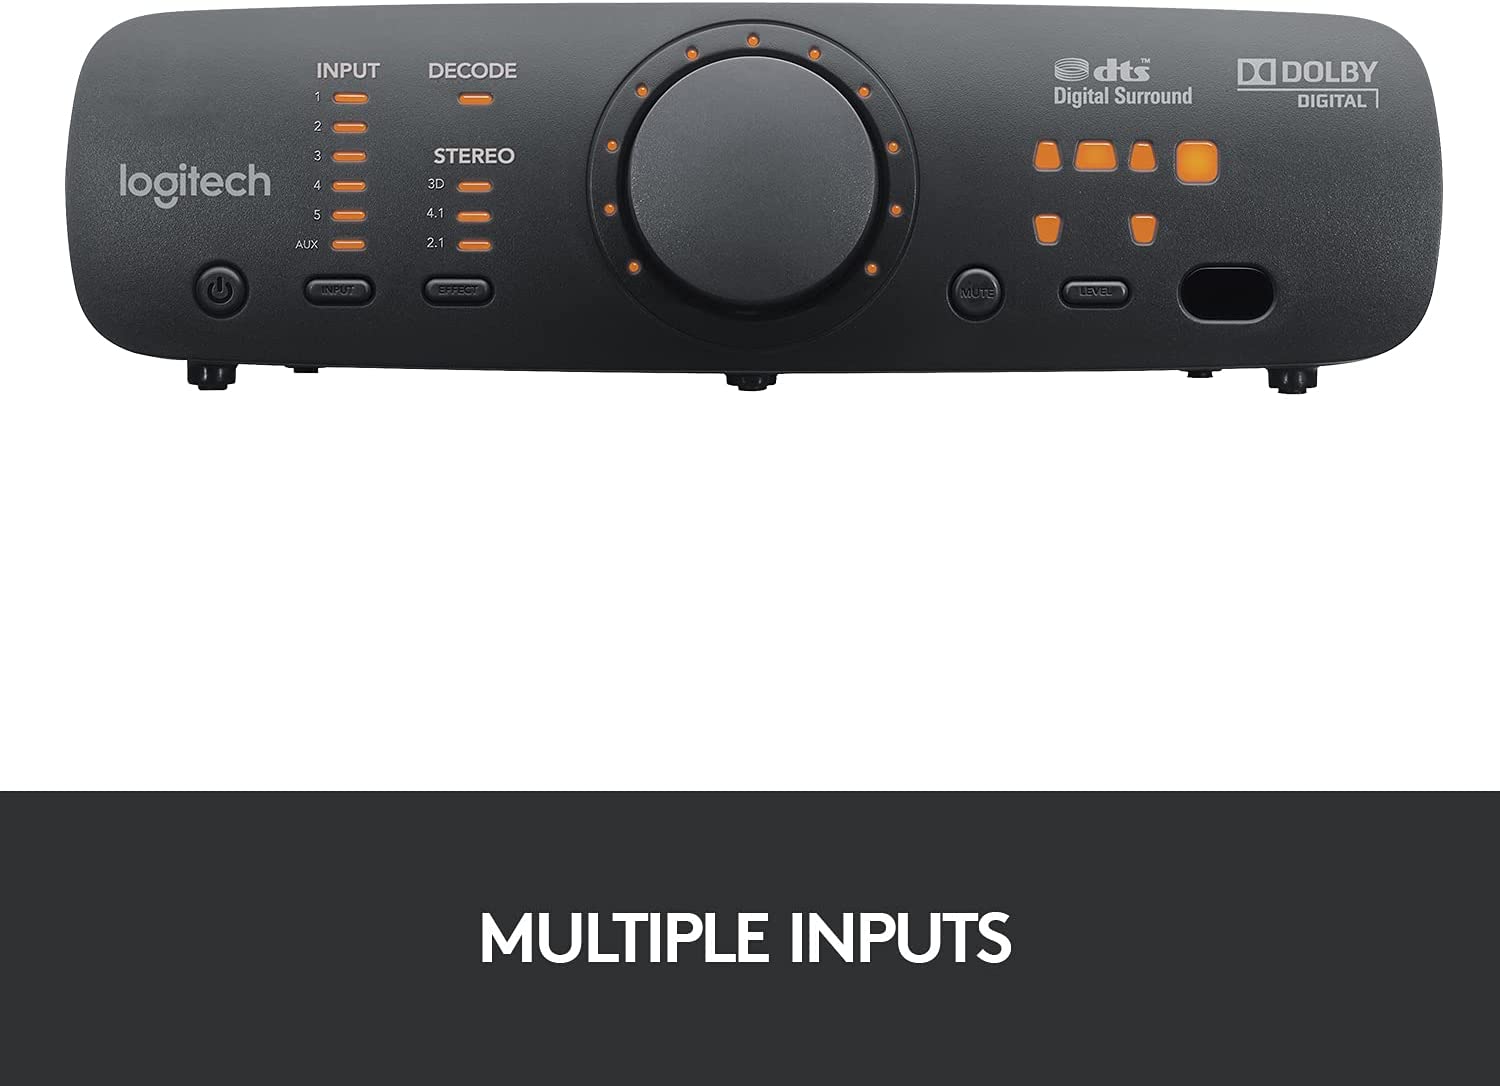 INPUT
1
2
3
4
5
AUX
INPUT
DECODE
STEREO
3D
4.1
2.1
EFFECT
logitech
MUTE
LEVEL
dts™
Digital Surround
DOLBY
DIGITAL
MULTIPLE INPUTS